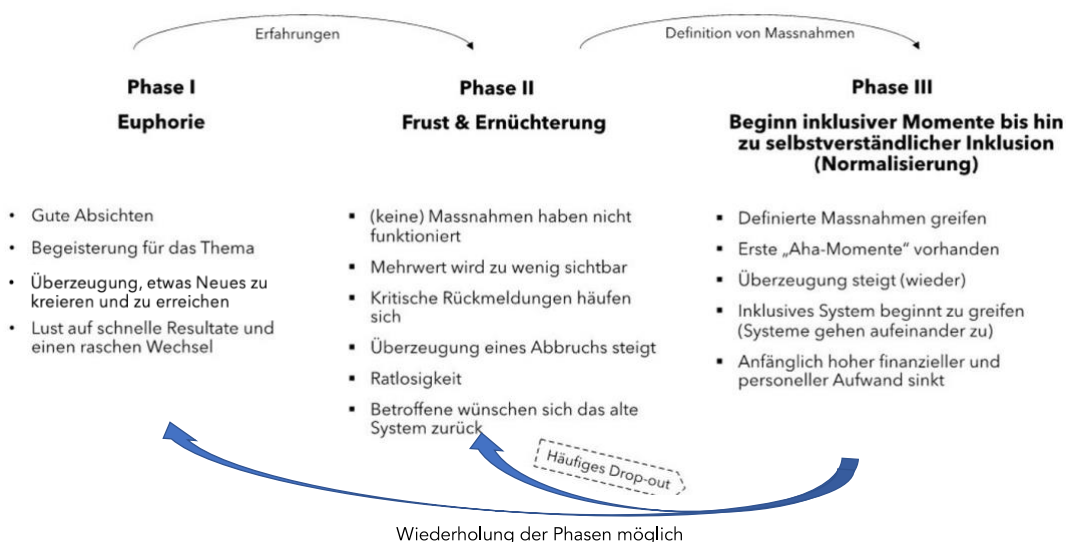 Erfahrungen
Definition von Massnahmen
Phase I
Euphorie
Phase II
Frust & Ernüchterung
Phase III
Beginn inklusiver Momente bis hin
zu selbstverständlicher Inklusion
(Normalisierung)
• Gute Absichten
• Begeisterung für das Thema
• Überzeugung, etwas Neues zu
kreieren und zu erreichen
• Lust auf schnelle Resultate und
einen raschen Wechsel
▪ (keine) Massnahmen haben nicht
funktioniert
▪ Mehrwert wird zu wenig sichtbar
▪ Kritische Rückmeldungen häufen
sich
▪ Überzeugung eines Abbruchs steigt
▪ Ratlosigkeit
▪ Betroffene wünschen sich das alte
System zurück
▪ Definierte Massnahmen greifen
▪ Erste „Aha-Momente“ vorhanden
▪ Überzeugung steigt (wieder)
▪ Inklusives System beginnt zu greifen
(Systeme gehen aufeinander zu)
▪ Anfänglich hoher finanzieller und
personeller Aufwand sinkt
Häufiges Drop-out
Wiederholung der Phasen möglich